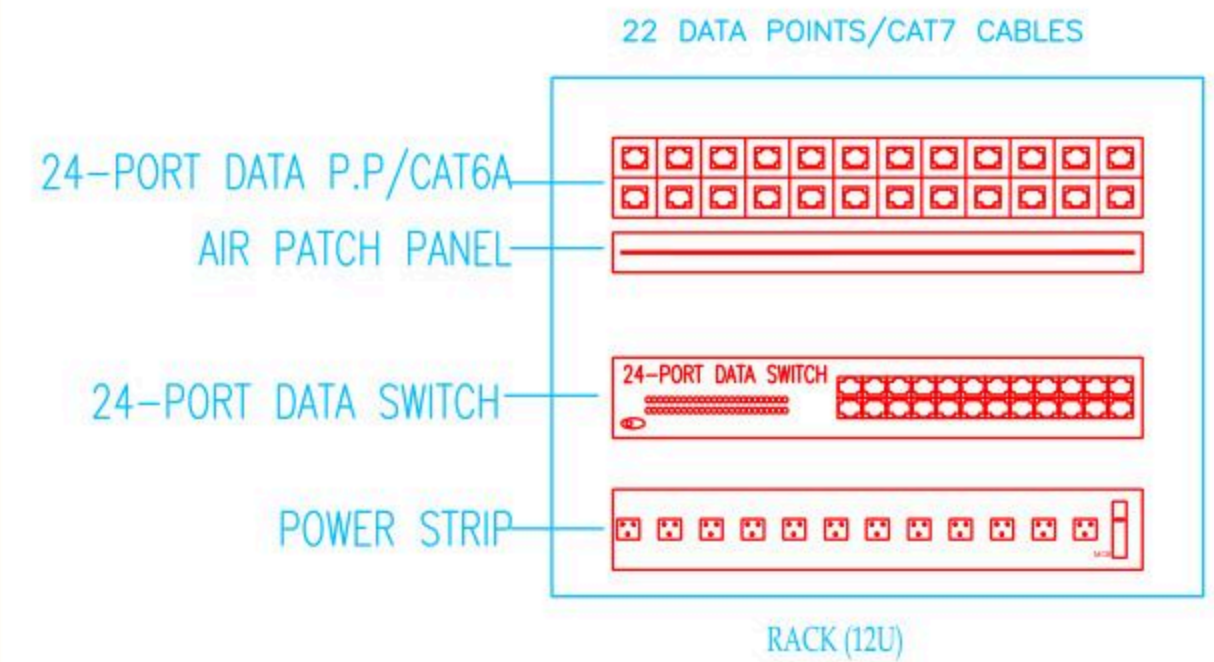 22 DATA POINTS/CAT7 CABLES
24-PORT DATA P.P/CAT6A
AIR PATCH PANEL
24-PORT DATA SWITCH
24-PORT DATA SWITCH
POWER STRIP
RACK (12U)